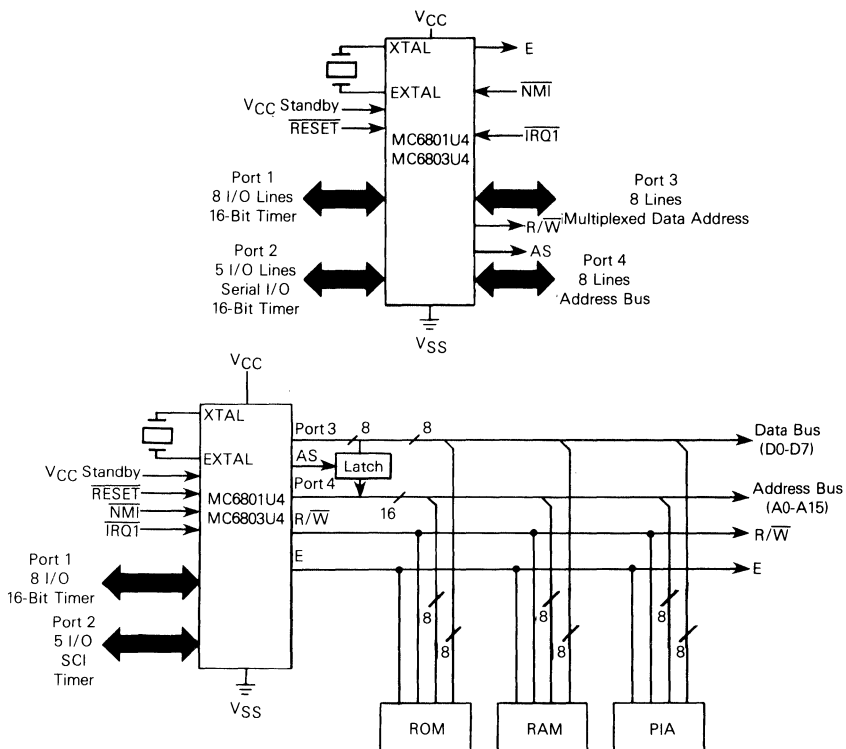 VCC
XTAL
E
EXTAL
NMI
VCC Standby
RESET
IRQ1
MC6801U4
MC6803U4
Port 1
8 I/O Lines
16-Bit Timer
Port 3
8 Lines
Multiplexed Data Address
R/W
AS
Port 2
5 I/O Lines
Serial I/O
16-Bit Timer
Port 4
8 Lines
Address Bus
VSS
VCC
XTAL
EXTAL
Port 3
8
8
Data Bus
(D0-D7)
AS
Latch
VCC Standby
RESET
NMI
IRQ1
MC6801U4
MC6803U4
Port 4
16
Address Bus
(A0-A15)
R/W
R/W
E
E
Port 1
8 I/O
16-Bit Timer
Port 2
5 I/O
SCI
Timer
8
8
8
8
8
8
VSS
ROM
RAM
PIA